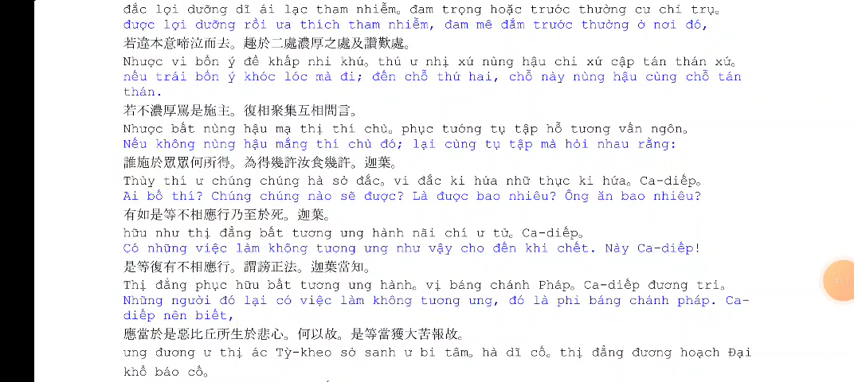 đắc lợi dưỡng dĩ ái lạc tham nhiễm。đam trọng hoặc trước thường cư chỉ trụ。
được lợi dưỡng rồi ưa thích tham nhiễm, đam mê đắm trước thường ở nơi đó,
若違本意啼泣而去。趣於二處濃厚之處及讚歎處。
Nhược vi bổn ý đề khấp nhi khứ。thú ư nhị xứ nùng hậu chi xứ cập tán thán xứ。
nếu trái bổn ý khóc lóc mà đi; đến chỗ thứ hai, chỗ này nùng hậu cùng chỗ tán
thán.
若不濃厚罵是施主。復相聚集互相問言。
Nhược bất nùng hậu mạ thị thí chủ。phục tướng tụ tập hỗ tương vấn ngôn。
Nếu không nùng hậu mắng thí chủ đó; lại cùng tụ tập mà hỏi nhau rằng:
誰施於眾眾何所得。為得幾許汝食幾許。迦葉。
Thùy thí ư chúng chúng hà sở đắc。vi đắc ki hứa nhữ thực ki hứa。Ca-diếp。
Ai bố thí? Chúng chúng nào sẽ được? Là được bao nhiêu? Ông ăn bao nhiêu?
有如是等不相應行乃至於死。迦葉。
hữu như thị đẳng bất tương ưng hành nãi chí ư tử。Ca-diếp。
Có những việc làm không tương ưng như vậy cho đến khi chết. Này Ca-diếp!
是等復有不相應行。謂謗正法。迦葉當知。
Thị đẳng phục hữu bất tương ưng hành。vị báng chánh Pháp。Ca-diếp đương tri。
Những người đó lại có việc làm không tương ưng, đó là phỉ báng chánh pháp. Ca-
diếp nên biết,
應當於是惡比丘所生於悲心。何以故。是等當獲大苦報故。
ưng đương ư thị ác Tỳ-kheo sở sanh ư bi tâm。hà dĩ cố。thị đẳng đương hoạch Đại
khổ báo cố。